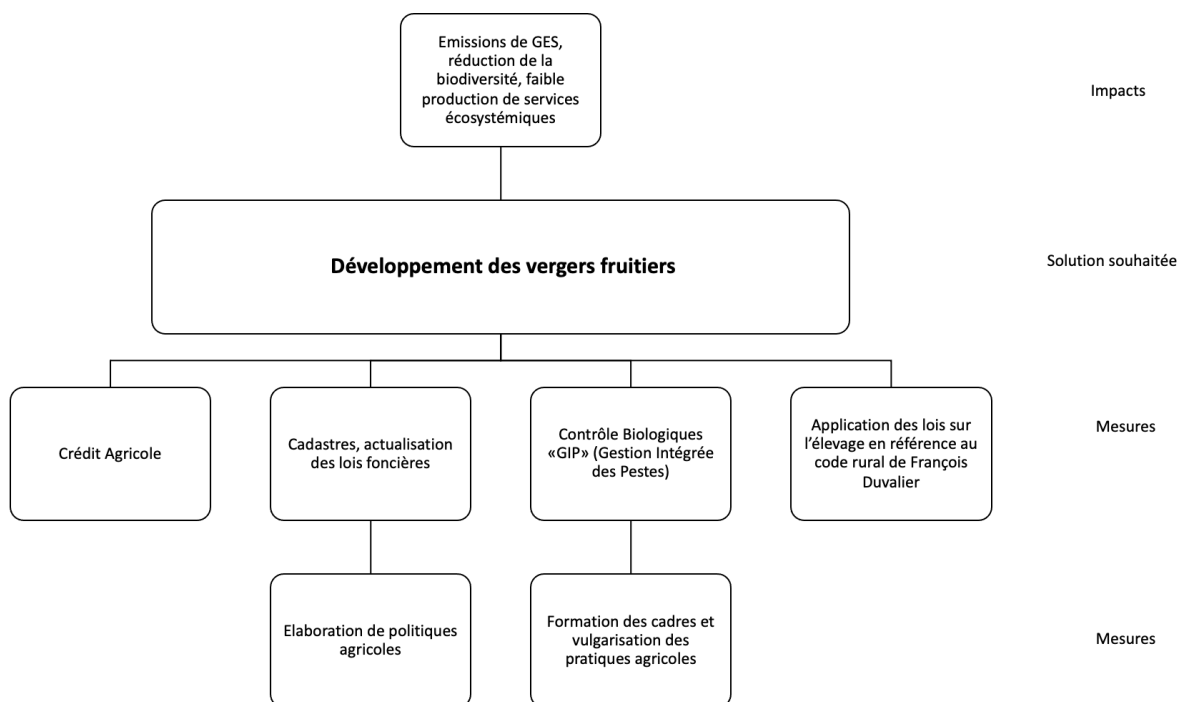 Emissions de GES,
réduction de la
biodiversité, faible
production de services
écosystémiques
Impacts
Développement des vergers fruitiers
Solution souhaitée
Crédit Agricole
Cadastres, actualisation
des lois foncières
Contrôle Biologiques
«GIP» (Gestion Intégrée
des Pestes)
Application des lois sur
l’élevage en référence au
code rural de François
Duvalier
Mesures
Elaboration de politiques
agricoles
Formation des cadres et
vulgarisation des
pratiques agricoles
Mesures